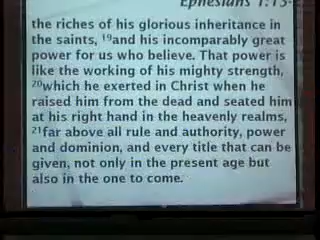 Ephesians 1:15-
the riches of his glorious inheritance in
the saints, ¹⁹and his incomparably great
power for us who believe. That power is
like the working of his mighty strength,
²⁰which he exerted in Christ when he
raised him from the dead and seated him
at his right hand in the heavenly realms,
²¹far above all rule and authority, power
and dominion, and every title that can be
given, not only in the present age but
also in the one to come.